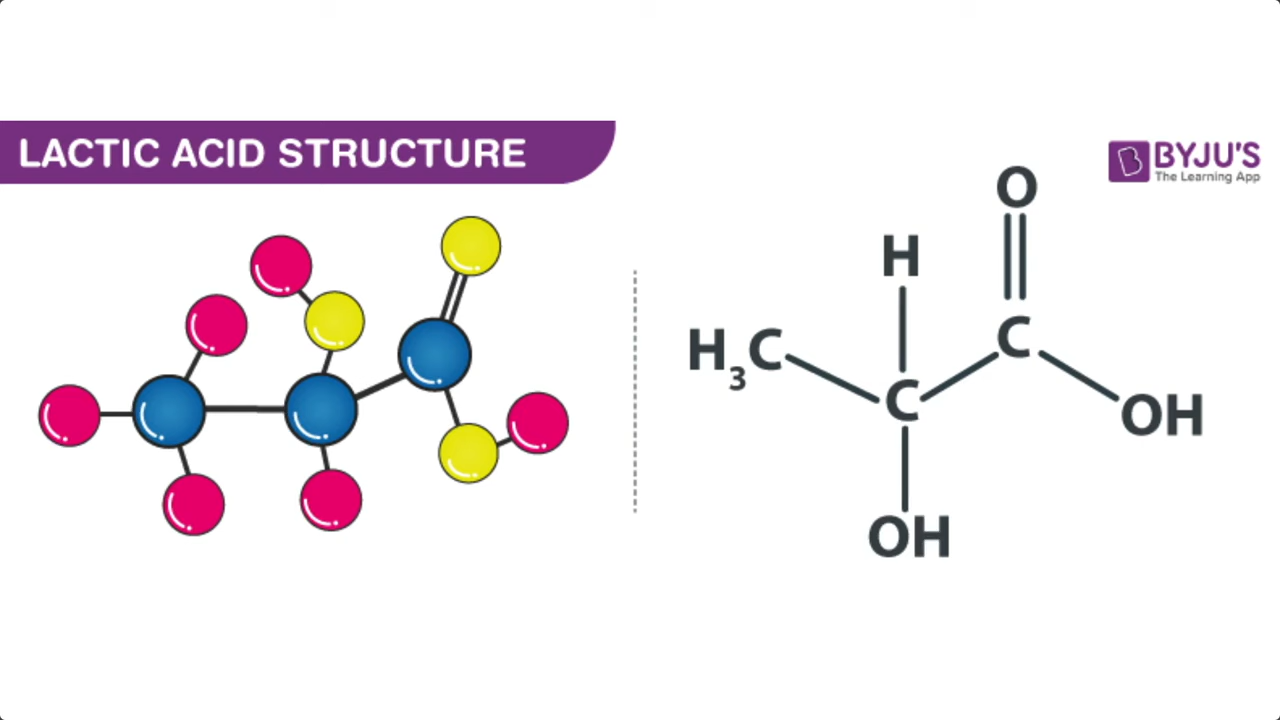 LACTIC ACID STRUCTURE
BYJU'S
The Learning App
O
H
H₃C
C
C
OH
OH